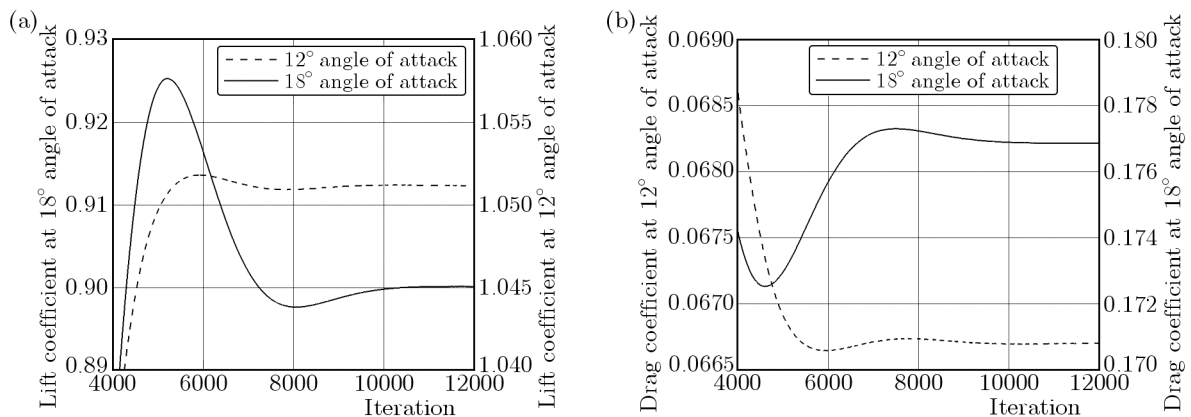 (a)
Lift coefficient at 18° angle of attack
0.93
0.92
0.91
0.90
0.89
12° angle of attack
18° angle of attack
1.060
1.055
1.050
1.045
1.040
Lift coefficient at 12° angle of attack
4000 6000 8000 10000 12000
Iteration
(b)
Drag coefficient at 12° angle of attack
0.0690
0.0685
0.0680
0.0675
0.0670
0.0665
12° angle of attack
18° angle of attack
0.180
0.178
0.176
0.174
0.172
0.170
Drag coefficient at 18° angle of attack
4000 6000 8000 10000 12000
Iteration